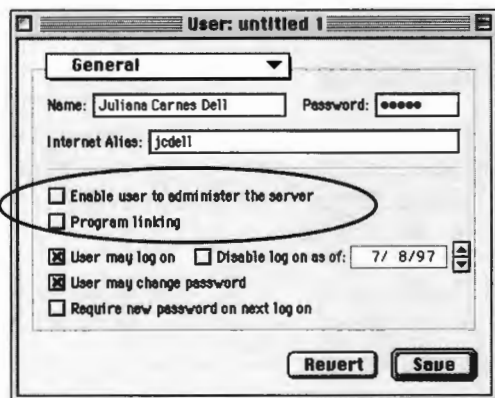 User: untitled 1
General
Name: Juliana Carnes Dell Password: •••••
Internet Alias: jcdell
Enable user to administer the server
Program linking
User may log on Disable log on as of: 7/ 8/97
User may change password
Require new password on next log on
Revert Save